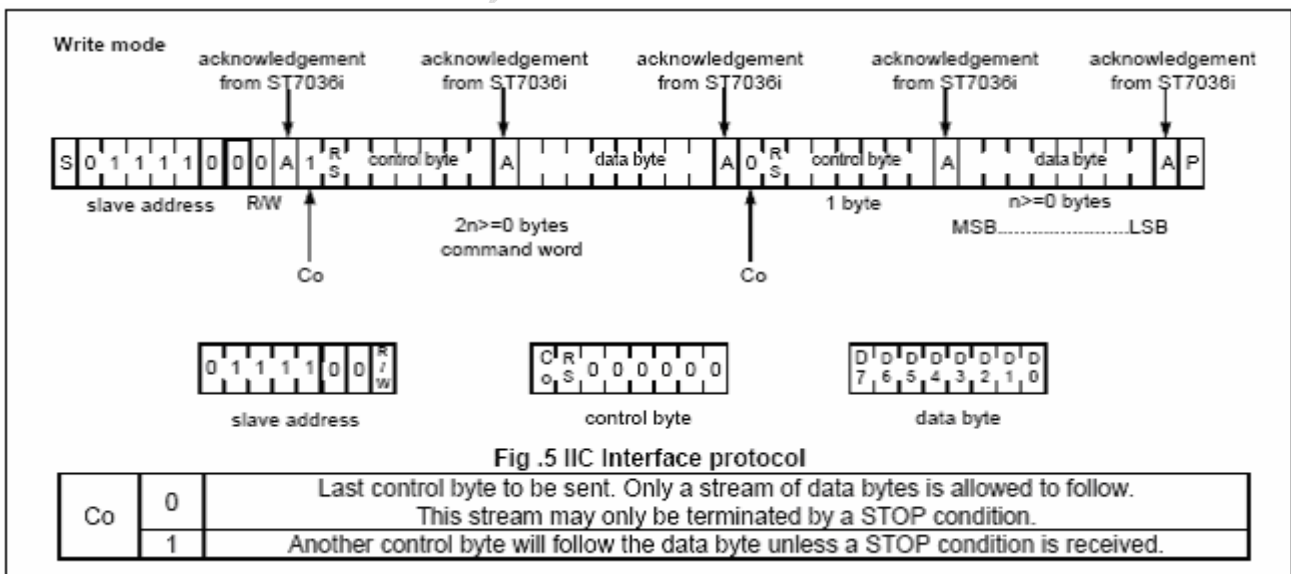 Write mode
acknowledgement from ST7036i
acknowledgement from ST7036i
acknowledgement from ST7036i
acknowledgement from ST7036i
acknowledgement from ST7036i
S 0 1 1 1 1 0 0 0 A 1 RS control byte A data byte A 0 RS control byte A data byte A P
slave address R/W 2n>=0 bytes 1 byte n>=0 bytes
command word MSB LSB
Co Co
0 1 1 1 1 0 0 R/W Co RS 0 0 0 0 0 0 D7 D6 D5 D4 D3 D2 D1 D0
slave address control byte data byte
Fig .5 IIC Interface protocol
Co 0 Last control byte to be sent. Only a stream of data bytes is allowed to follow.
This stream may only be terminated by a STOP condition.
1 Another control byte will follow the data byte unless a STOP condition is received.